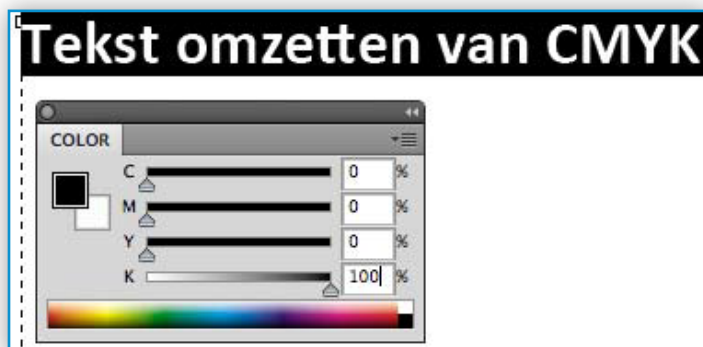 Tekst omzetten van CMYK
COLOR
C 0 %
M 0 %
Y 0 %
K 100 %